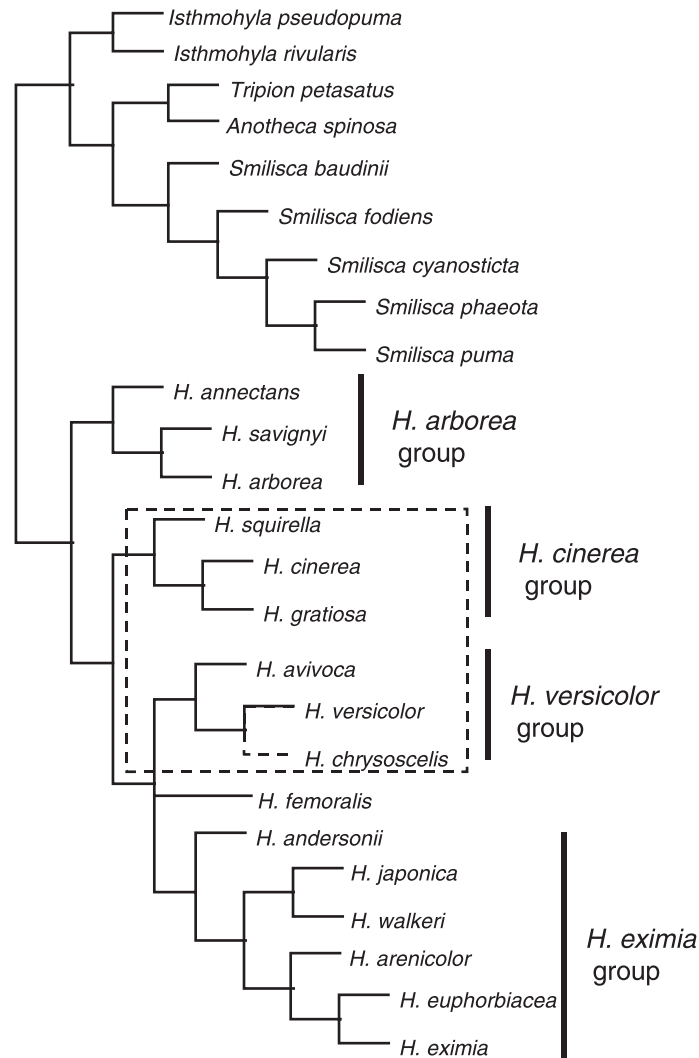 Isthmohyla pseudopuma
Isthmohyla rivularis
Tripion petasatus
Anotheca spinosa
Smilisca baudinii
Smilisca fodiens
Smilisca cyanosticta
Smilisca phaeota
Smilisca puma
H. annectans
H. savignyi
H. arborea
H. arborea
group
H. squirella
H. cinerea
H. gratiosa
H. cinerea
group
H. avivoca
H. versicolor
H. chrysoscelis
H. versicolor
group
H. femoralis
H. andersonii
H. japonica
H. walkeri
H. arenicolor
H. euphorbiacea
H. eximia
H. eximia
group